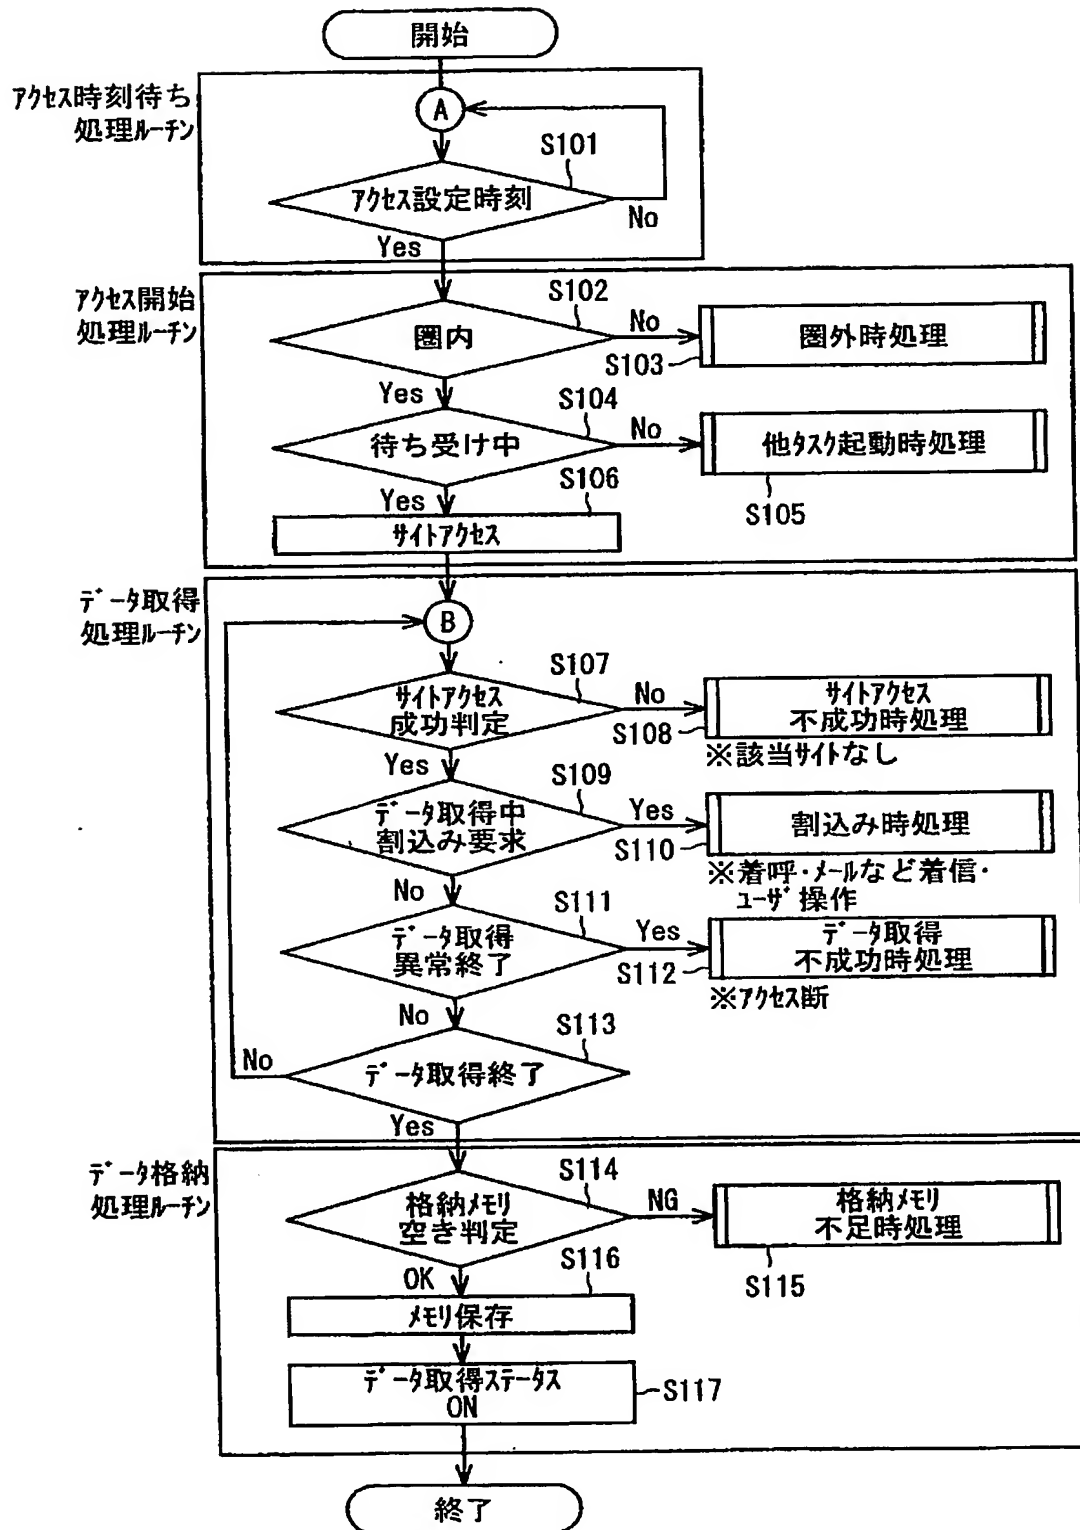 開始
アクセス時刻待ち
処理ルーチン
A
S101
アクセス設定時刻
No
Yes
アクセス開始
処理ルーチン
S102
圏内
No
S103
圏外時処理
Yes
S104
待ち受け中
No
他タスク起動時処理
S105
Yes
S106
サイトアクセス
データ取得
処理ルーチン
B
S107
サイトアクセス
成功判定
No
S108
サイトアクセス
不成功時処理
※該当サイトなし
Yes
S109
データ取得中
割込み要求
Yes
S110
割込み時処理
※着呼・メールなど着信・
ユーザ操作
No
S111
データ取得
異常終了
Yes
S112
データ取得
不成功時処理
※アクセス断
No
S113
データ取得終了
No
Yes
データ格納
処理ルーチン
S114
格納メモリ
空き判定
NG
格納メモリ
不足時処理
S115
OK
S116
メモリ保存
データ取得ステータス
ON
S117
終了